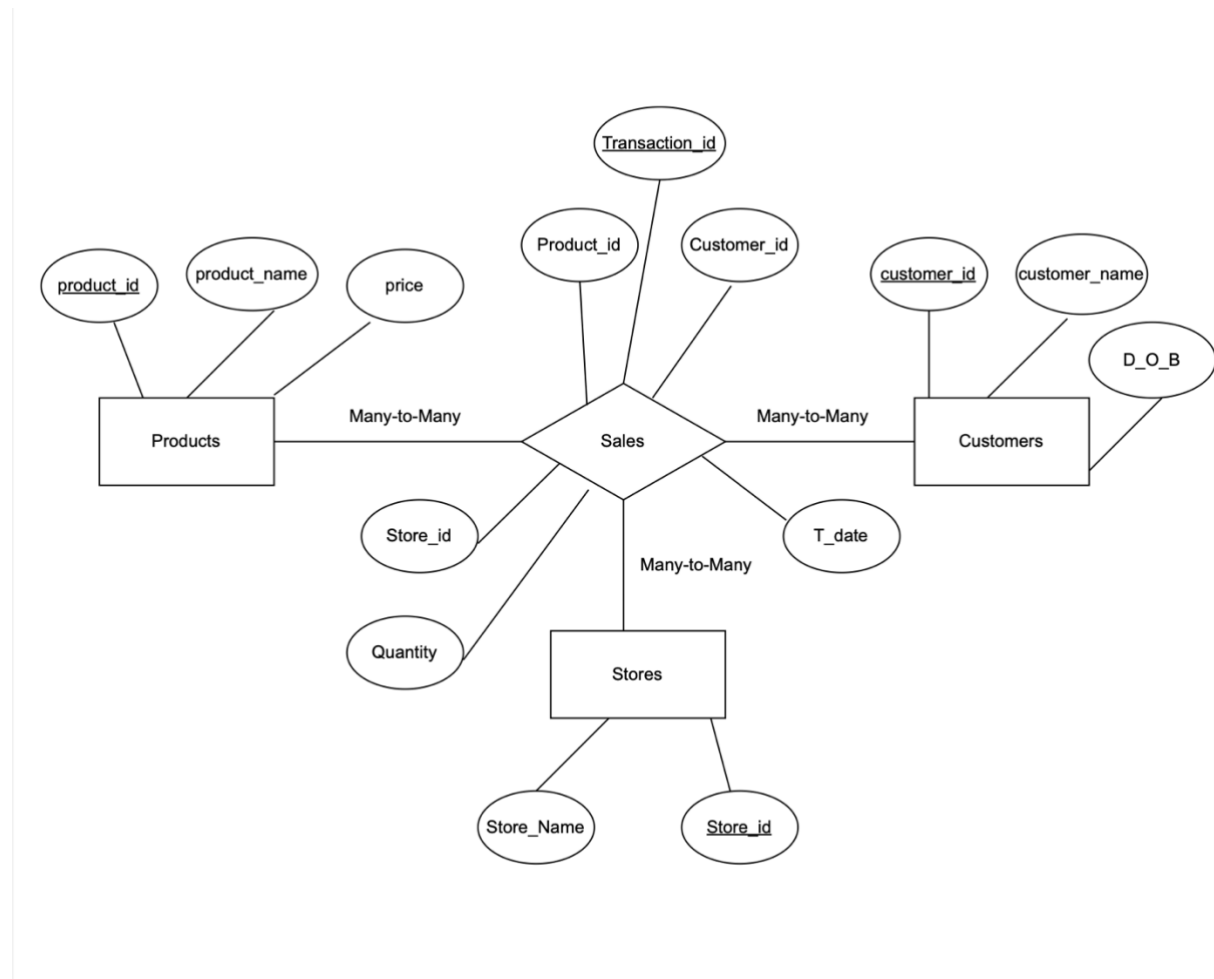 Transaction_id
Product_id
Customer_id
product_id
product_name
price
customer_id
customer_name
D_O_B
Products
Many-to-Many
Sales
Many-to-Many
Customers
Store_id
T_date
Many-to-Many
Quantity
Stores
Store_Name
Store_id